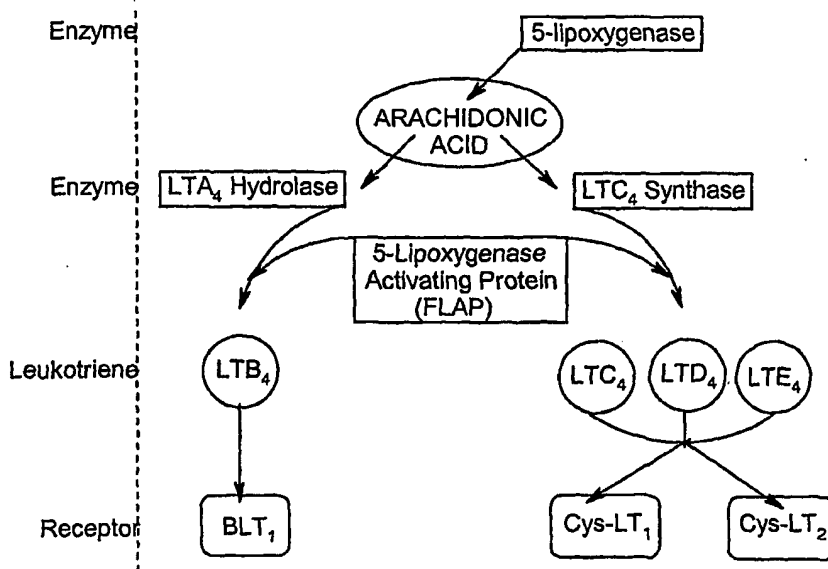 Enzyme
5-lipoxygenase
ARACHIDONIC
ACID
Enzyme
LTA₄ Hydrolase
LTC₄ Synthase
5-Lipoxygenase
Activating Protein
(FLAP)
Leukotriene
LTB₄
LTC₄
LTD₄
LTE₄
Receptor
BLT₁
Cys-LT₁
Cys-LT₂